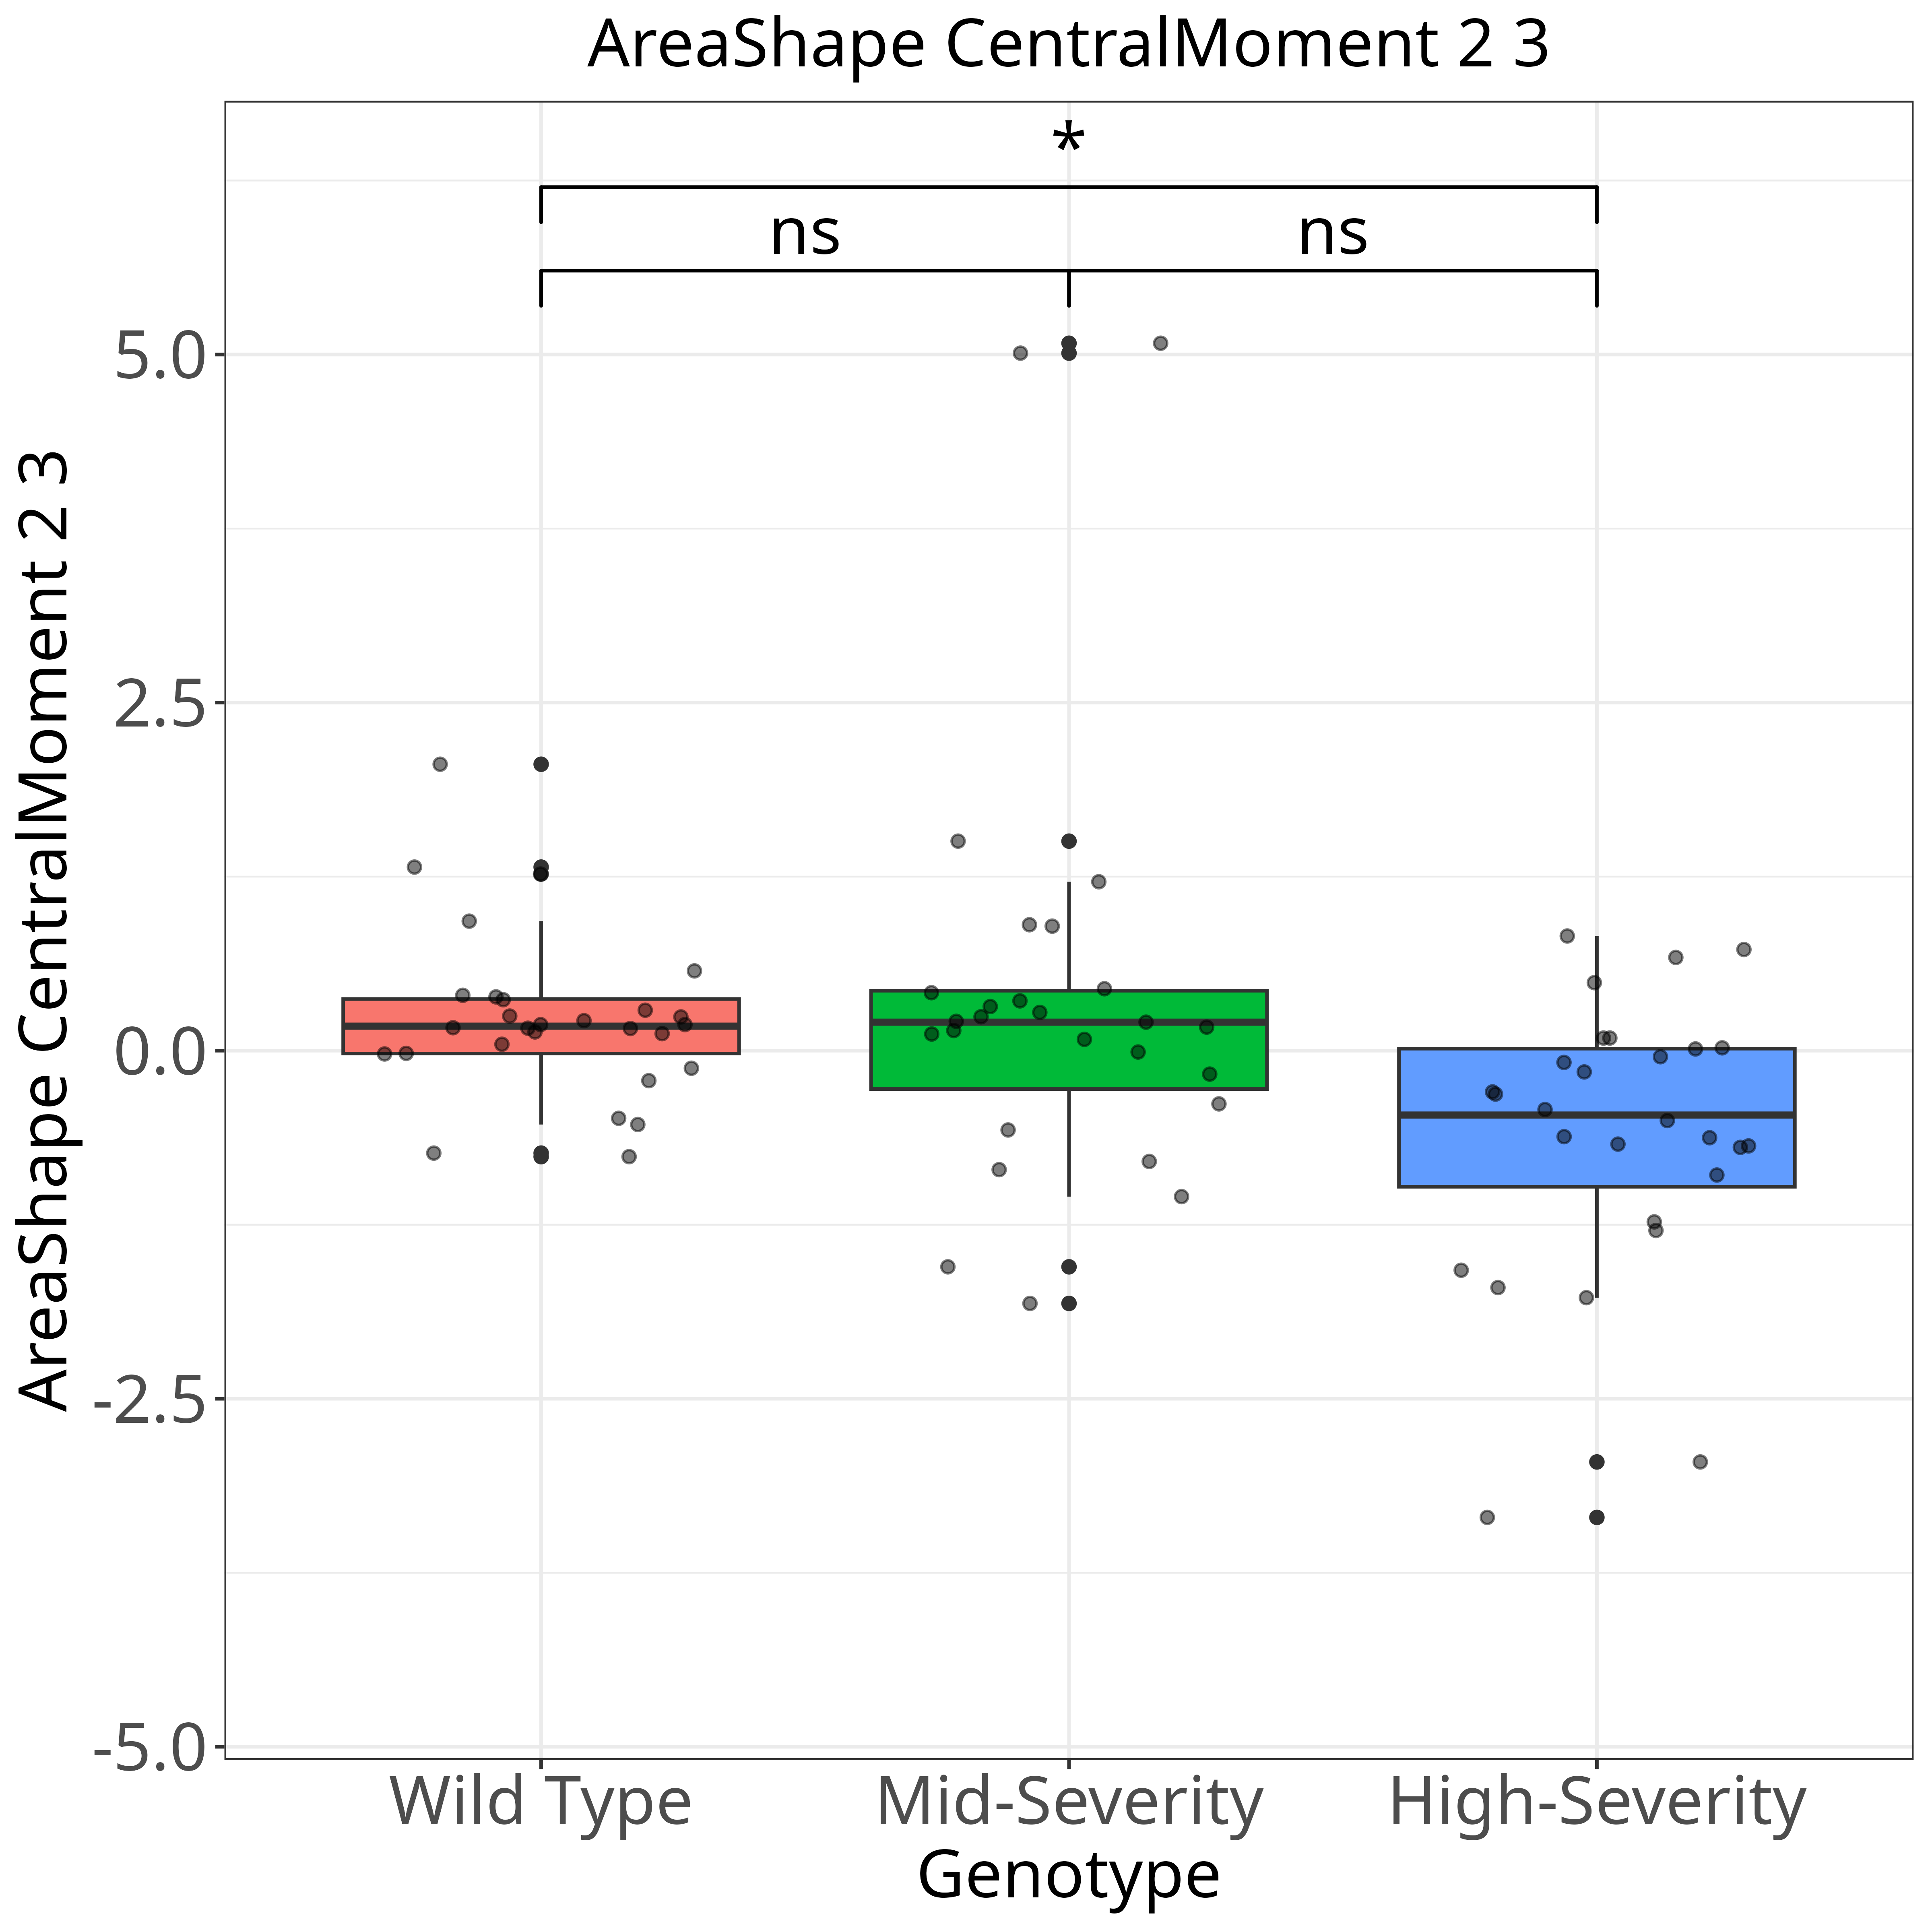 AreaShape CentralMoment 2 3
*
ns ns
5.0
2.5
0.0
-2.5
-5.0
AreaShape CentralMoment 2 3
Wild Type Mid-Severity High-Severity
Genotype